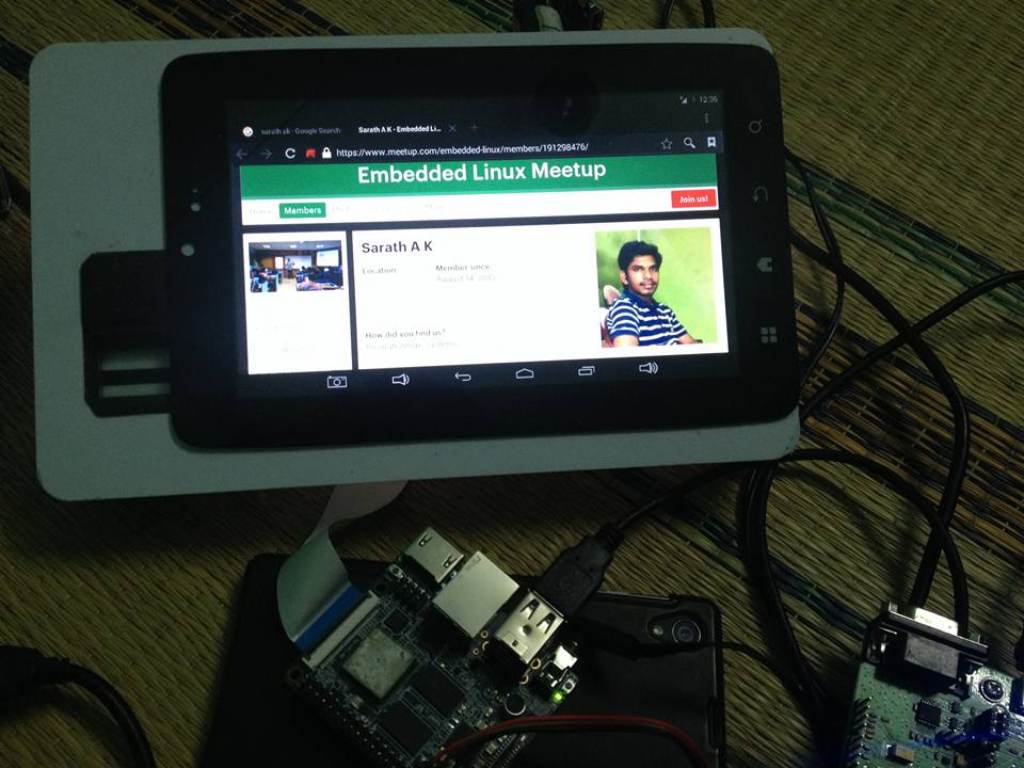 12:36
sarath ak - Google Search
Sarath A K - Embedded Li...
https://www.meetup.com/embedded-linux/members/191298476/
Embedded Linux Meetup
Members
Join us!
Sarath A K
Location:
Member since:
How did you find us?